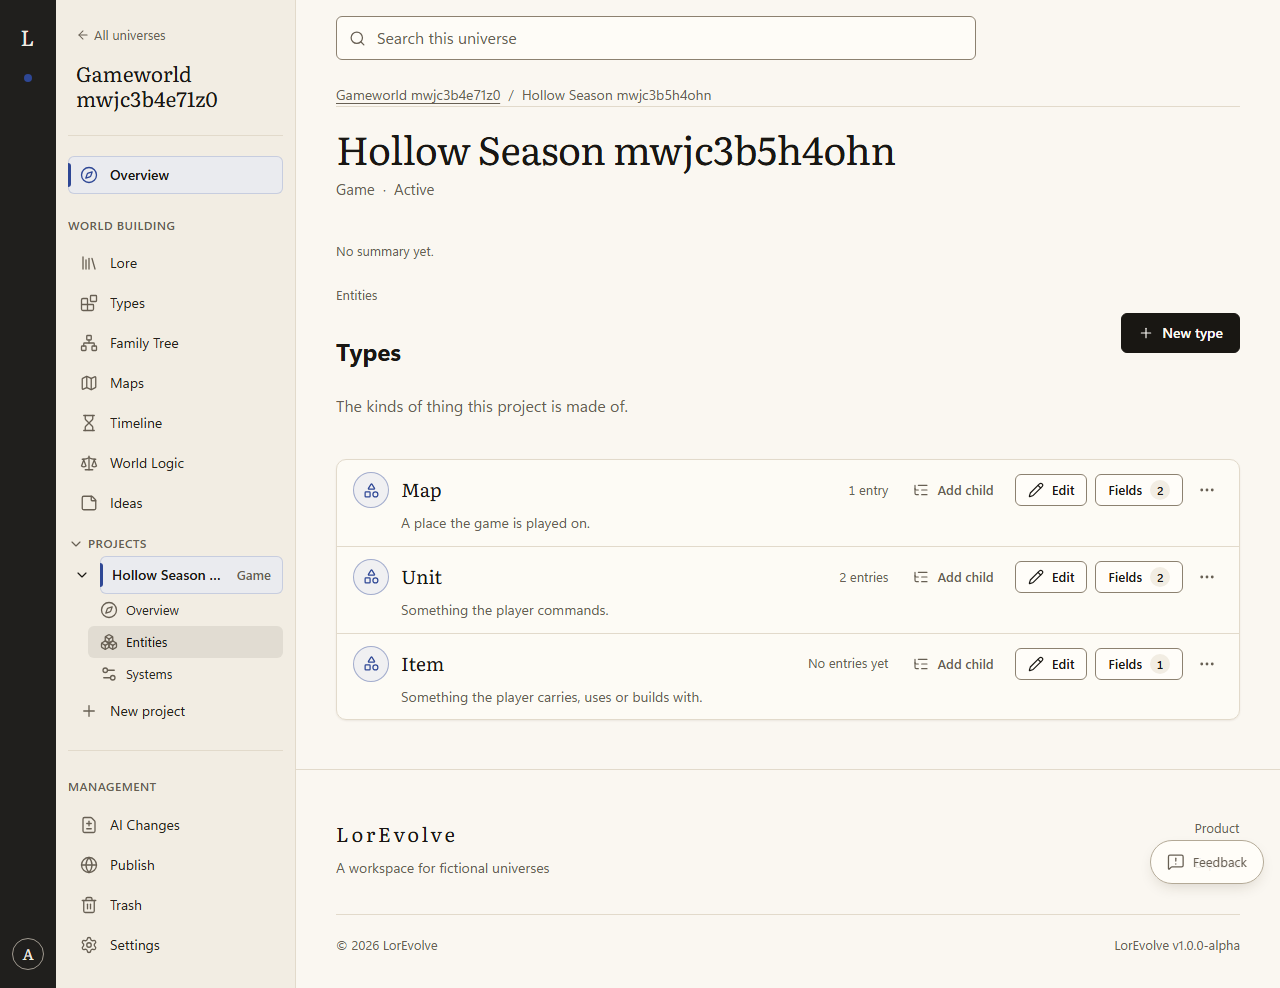 L
All universes
Gameworld
mwjc3b4e71z0
Overview
WORLD BUILDING
Lore
Types
Family Tree
Maps
Timeline
World Logic
Ideas
PROJECTS
Hollow Season ... Game
Overview
Entities
Systems
New project
MANAGEMENT
AI Changes
Publish
Trash
Settings
A
Search this universe
Gameworld mwjc3b4e71z0 / Hollow Season mwjc3b5h4ohn
Hollow Season mwjc3b5h4ohn
Game · Active
No summary yet.
Entities
Types
New type
The kinds of thing this project is made of.
Map 1 entry Add child Edit Fields 2
A place the game is played on.
Unit 2 entries Add child Edit Fields 2
Something the player commands.
Item No entries yet Add child Edit Fields 1
Something the player carries, uses or builds with.
LorEvolve
A workspace for fictional universes
Product
Feedback
© 2026 LorEvolve
LorEvolve v1.0.0-alpha